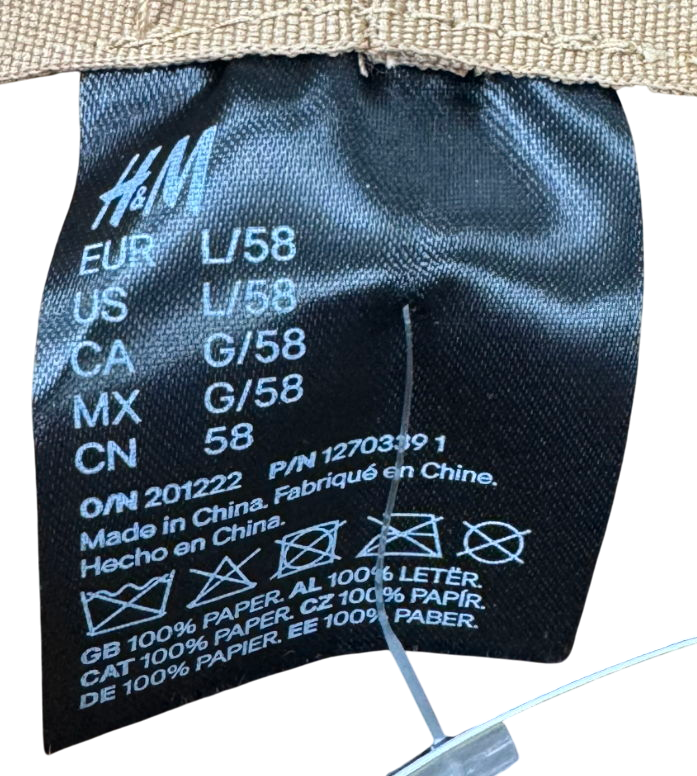 H&M
EUR L/58
US L/58
CA G/58
MX G/58
CN 58
O/N 201222 P/N 1270339 1
Made in China. Fabriqué en Chine.
Hecho en China.
GB 100% PAPER. AL 100% LETËR.
CAT 100% PAPER. CZ 100% PAPÍR.
DE 100% PAPIER. EE 100% PABER.